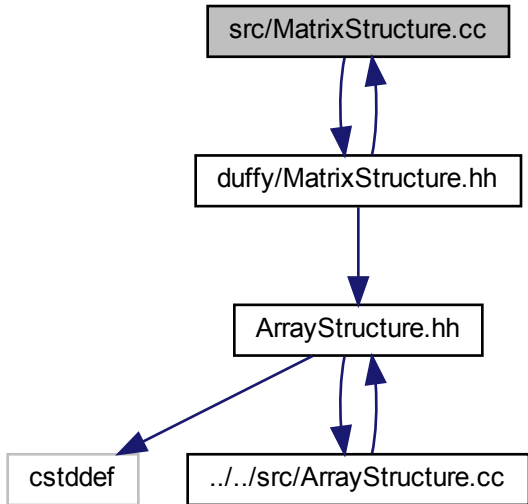 src/MatrixStructure.cc
duffy/MatrixStructure.hh
ArrayStructure.hh
cstddef
../../src/ArrayStructure.cc